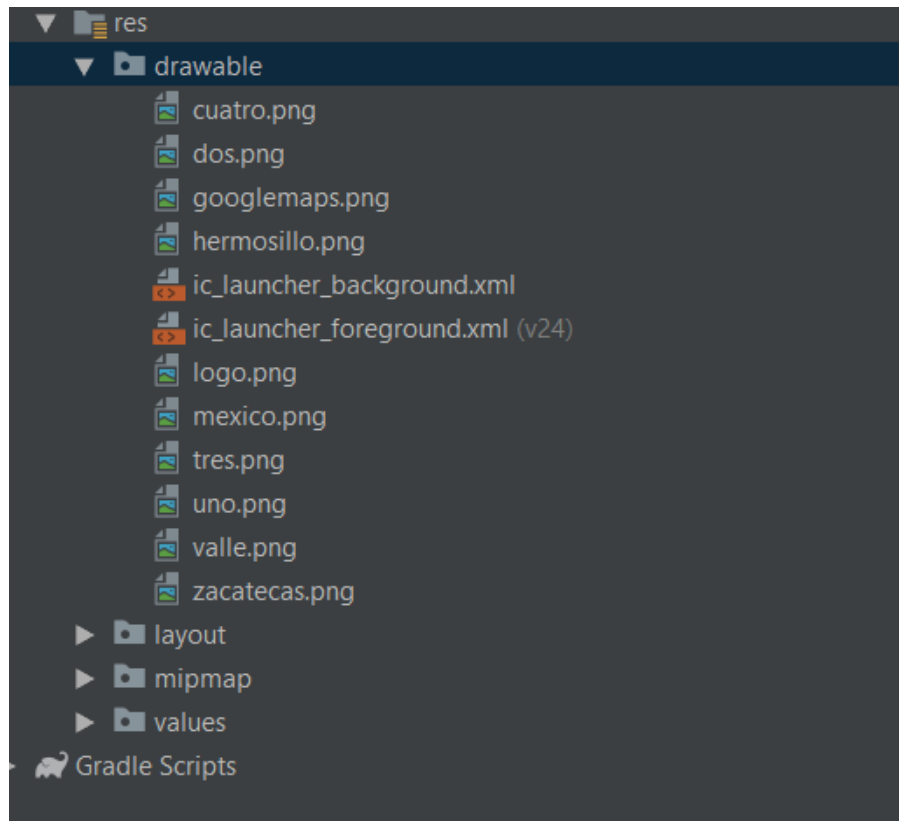 res
drawable
cuatro.png
dos.png
googlemaps.png
hermosillo.png
ic_launcher_background.xml
ic_launcher_foreground.xml (v24)
logo.png
mexico.png
tres.png
uno.png
valle.png
zacatecas.png
layout
mipmap
values
Gradle Scripts